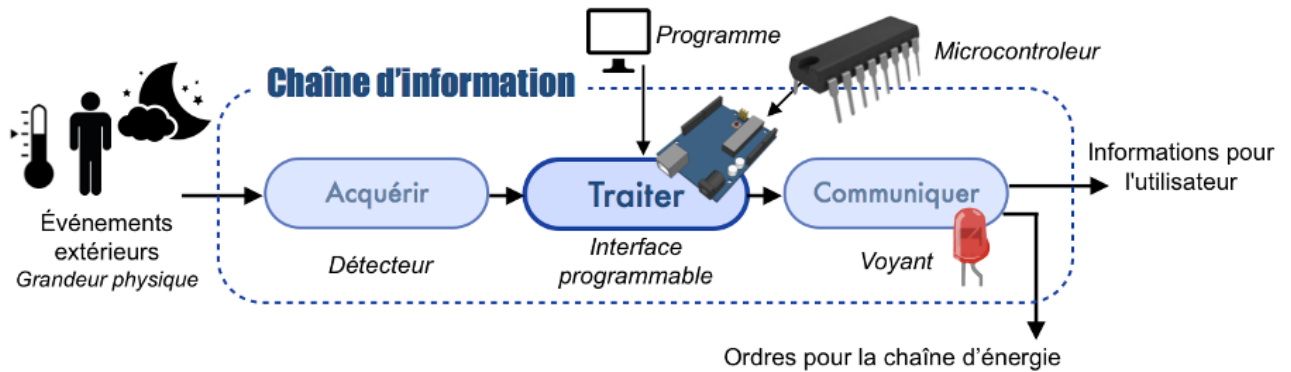 Programme
Microcontroleur
Chaîne d'information
Acquérir
Traiter
Communiquer
Informations pour
l'utilisateur
Événements
extérieurs
Grandeur physique
Détecteur
Interface
programmable
Voyant
Ordres pour la chaîne d'énergie